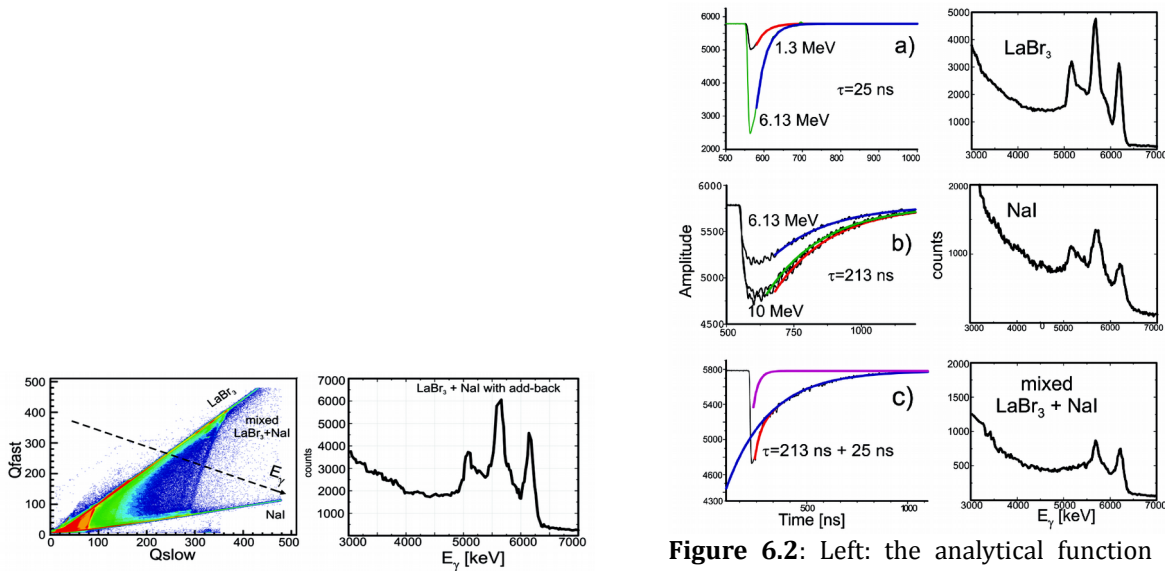 500
400
300
200
100
0
Qfast
LaBr₃
mixed
LaBr₃+NaI
Eγ
NaI
0 100 200 300 400 500
Qslow
7000
6000
5000
4000
3000
2000
1000
0
counts
LaBr₃ + NaI with add-back
3000 4000 5000 6000 7000
Eγ [keV]
6000
5000
4000
3000
2000
a)
1.3 MeV
τ=25 ns
6.13 MeV
500 600 700 800 900 1000
5000
4000
3000
2000
1000
LaBr₃
3000 4000 5000 6000 7000
Amplitude
6000
5500
5000
4500
6.13 MeV
b)
τ=213 ns
10 MeV
500 750 1000
counts
2000
1000
0
NaI
3000 4000 0 5000 6000 7000
5800
5400
5000
4600
4300
c)
τ=213 ns + 25 ns
500 1000
Time [ns]
2000
1500
1000
500
mixed
LaBr₃ + NaI
3000 4000 5000 6000 7000
Eγ [keV]
Figure 6.2: Left: the analytical function